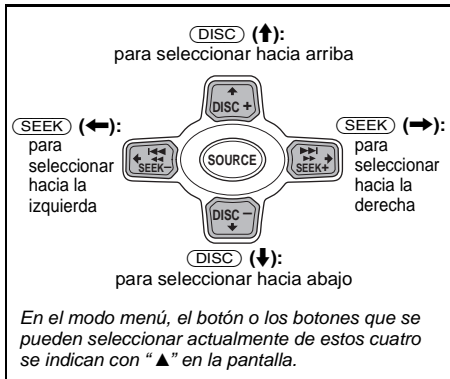 DISC (↑):
para seleccionar hacia arriba
DISC +
SEEK (←):
para
seleccionar
hacia la
izquierda
SEEK–
SOURCE
SEEK+
SEEK (→):
para
seleccionar
hacia la
derecha
DISC –
DISC (↓):
para seleccionar hacia abajo
En el modo menú, el botón o los botones que se
pueden seleccionar actualmente de estos cuatro
se indican con “▲” en la pantalla.